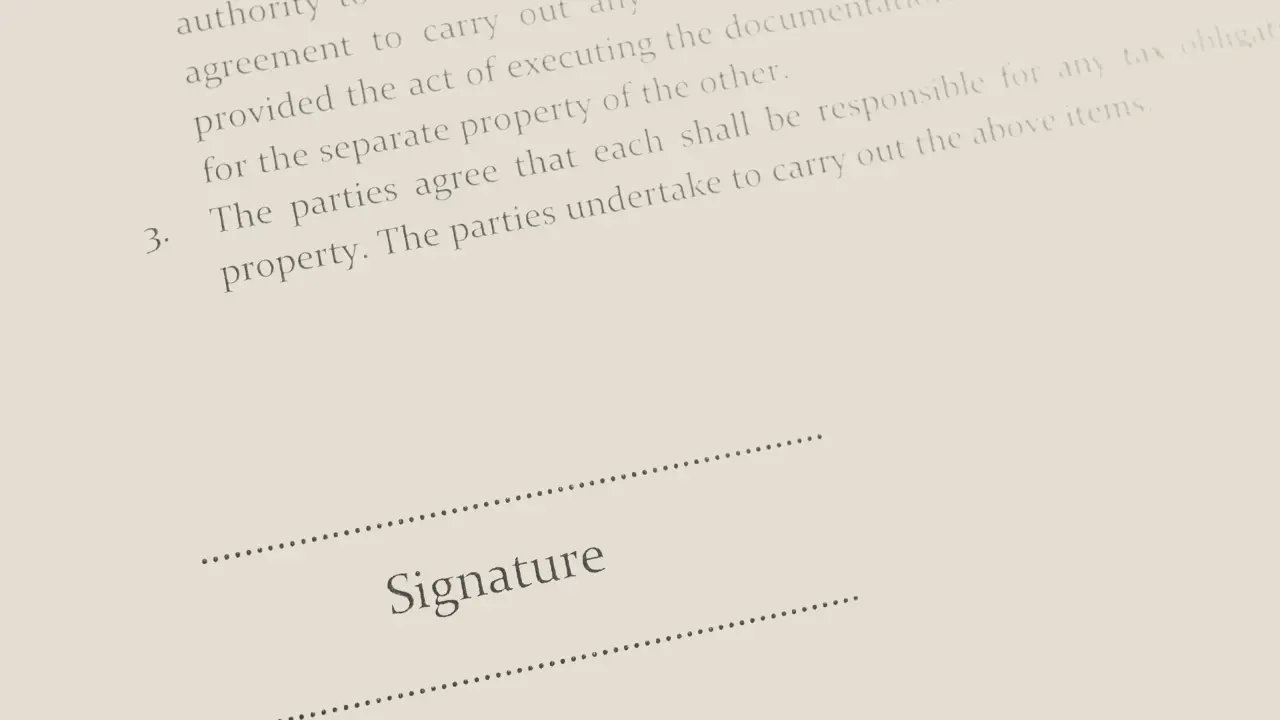 authority
agreement to carry out any
provided the act of executing the
for the separate property of the other.
3. The parties agree that each shall be responsible for any tax
property. The parties undertake to carry out the above items.
Signature